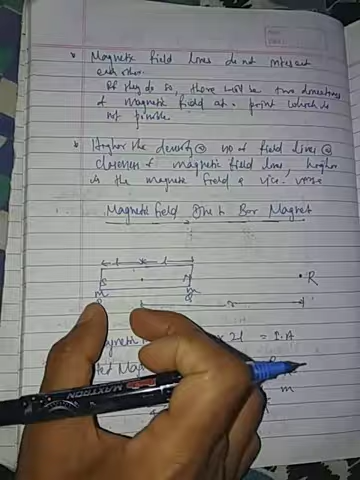 * Magnetic field lines do not intersect
each other.
If they do so, there will be two directions
of magnetic field at a point which is
not possible
* Higher the density @ no of field lines @
closeness of magnetic field lines, higher
is the magnetic field & vice-versa
Magnetic field Due to Bar Magnet
l l
S N
m m
R
r
x 2l = I.A
m
MAXTRON